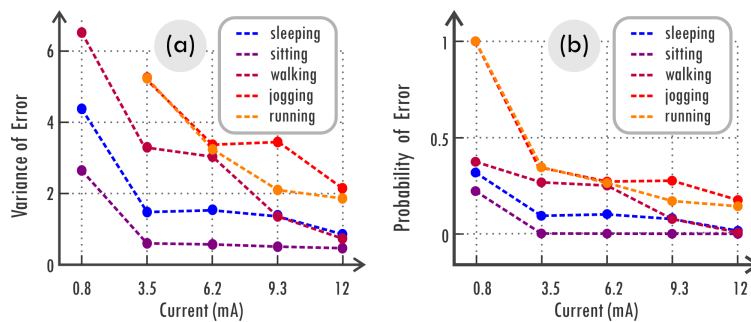 (a)
sleeping
sitting
walking
jogging
running
Variance of Error
6
4
2
0
0.8 3.5 6.2 9.3 12
Current (mA)
(b)
sleeping
sitting
walking
jogging
running
Probability of Error
1
0.5
0
0.8 3.5 6.2 9.3 12
Current (mA)